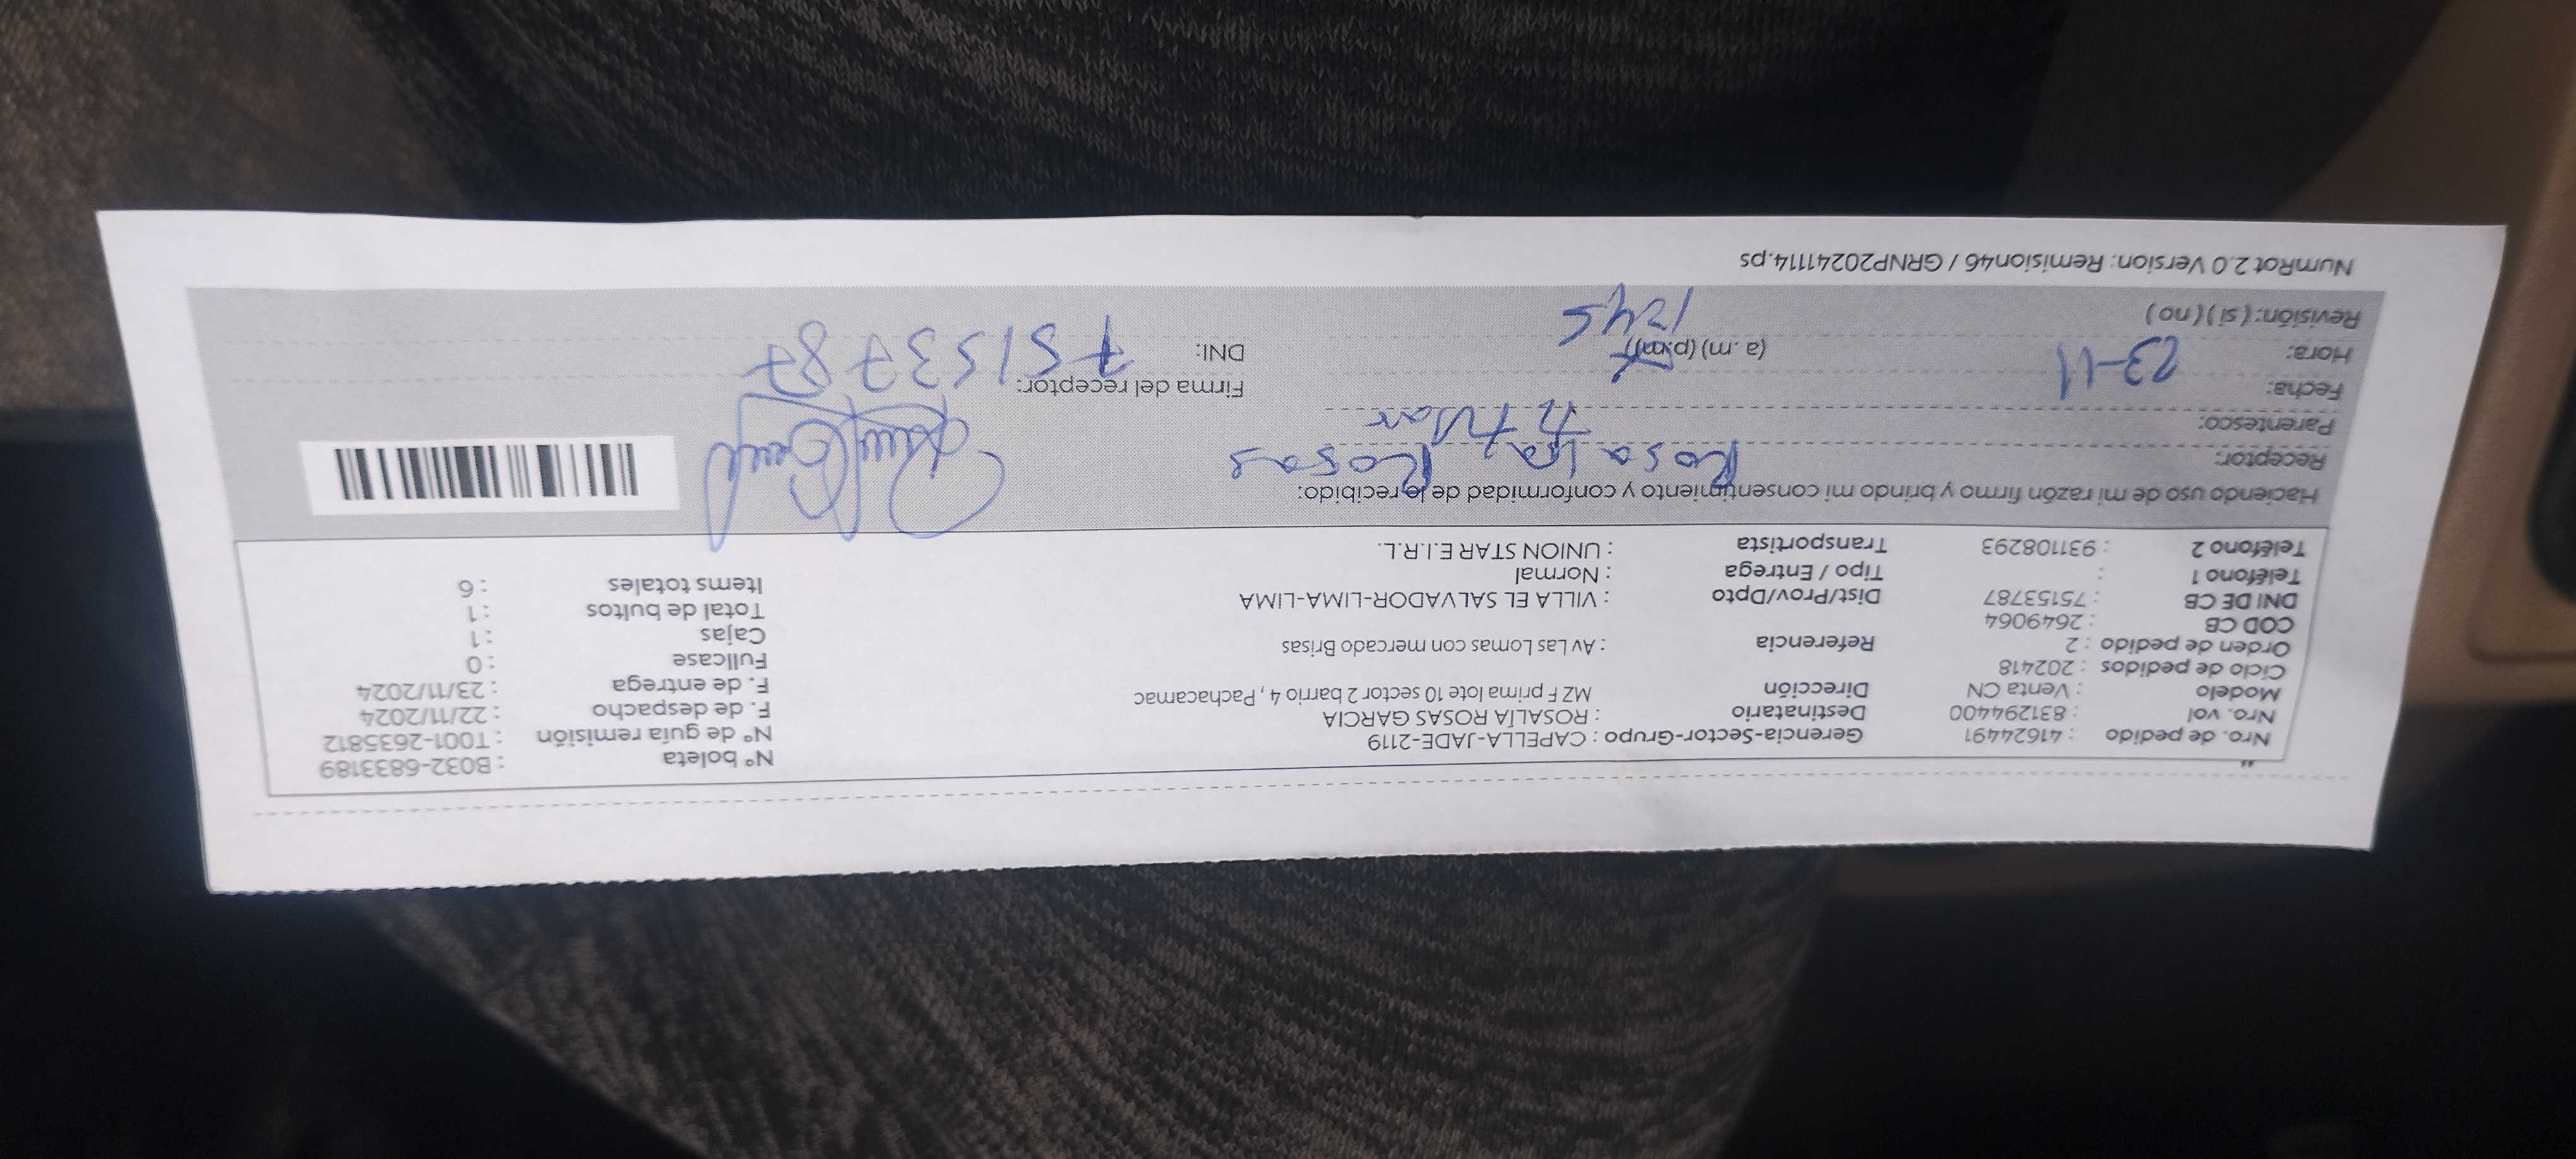 Nro. de pedido : 41624491 Gerencia-Sector-Grupo : CAPELLA-JADE-2119 N° boleta : B032-6833189
Nro. vol : 831294400 Destinatario : ROSALÍA ROSAS GARCIA N° de guía remisión : T001-2635812
Modelo : Venta CN Dirección MZ F prima lote 10 sector 2 barrio 4 , Pachacamac F. de despacho : 22/11/2024
Ciclo de pedidos : 202418 F. de entrega : 23/11/2024
Orden de pedido : 2 Referencia : Av Las Lomas con mercado Brisas Fullcase : 0
COD CB : 2649064 Cajas : 1
DNI DE CB : 75153787 Dist/Prov/Dpto : VILLA EL SALVADOR-LIMA-LIMA Total de bultos : 1
Teléfono 1 : Tipo / Entrega : Normal Items totales : 6
Teléfono 2 : 931108293 Transportista : UNION STAR E.I.R.L.
Haciendo uso de mi razón firmo y brindo mi consentimiento y conformidad de lo recibido:
Receptor: Rosalía Rosas
Parentesco: titular
Fecha: 23-11 Firma del receptor:
Hora: (a .m) (p.m) 1245 DNI: 75153787
Revisión: ( si ) ( no )
NumRot 2.0 Version: Remision46 / GRNP20241114.ps